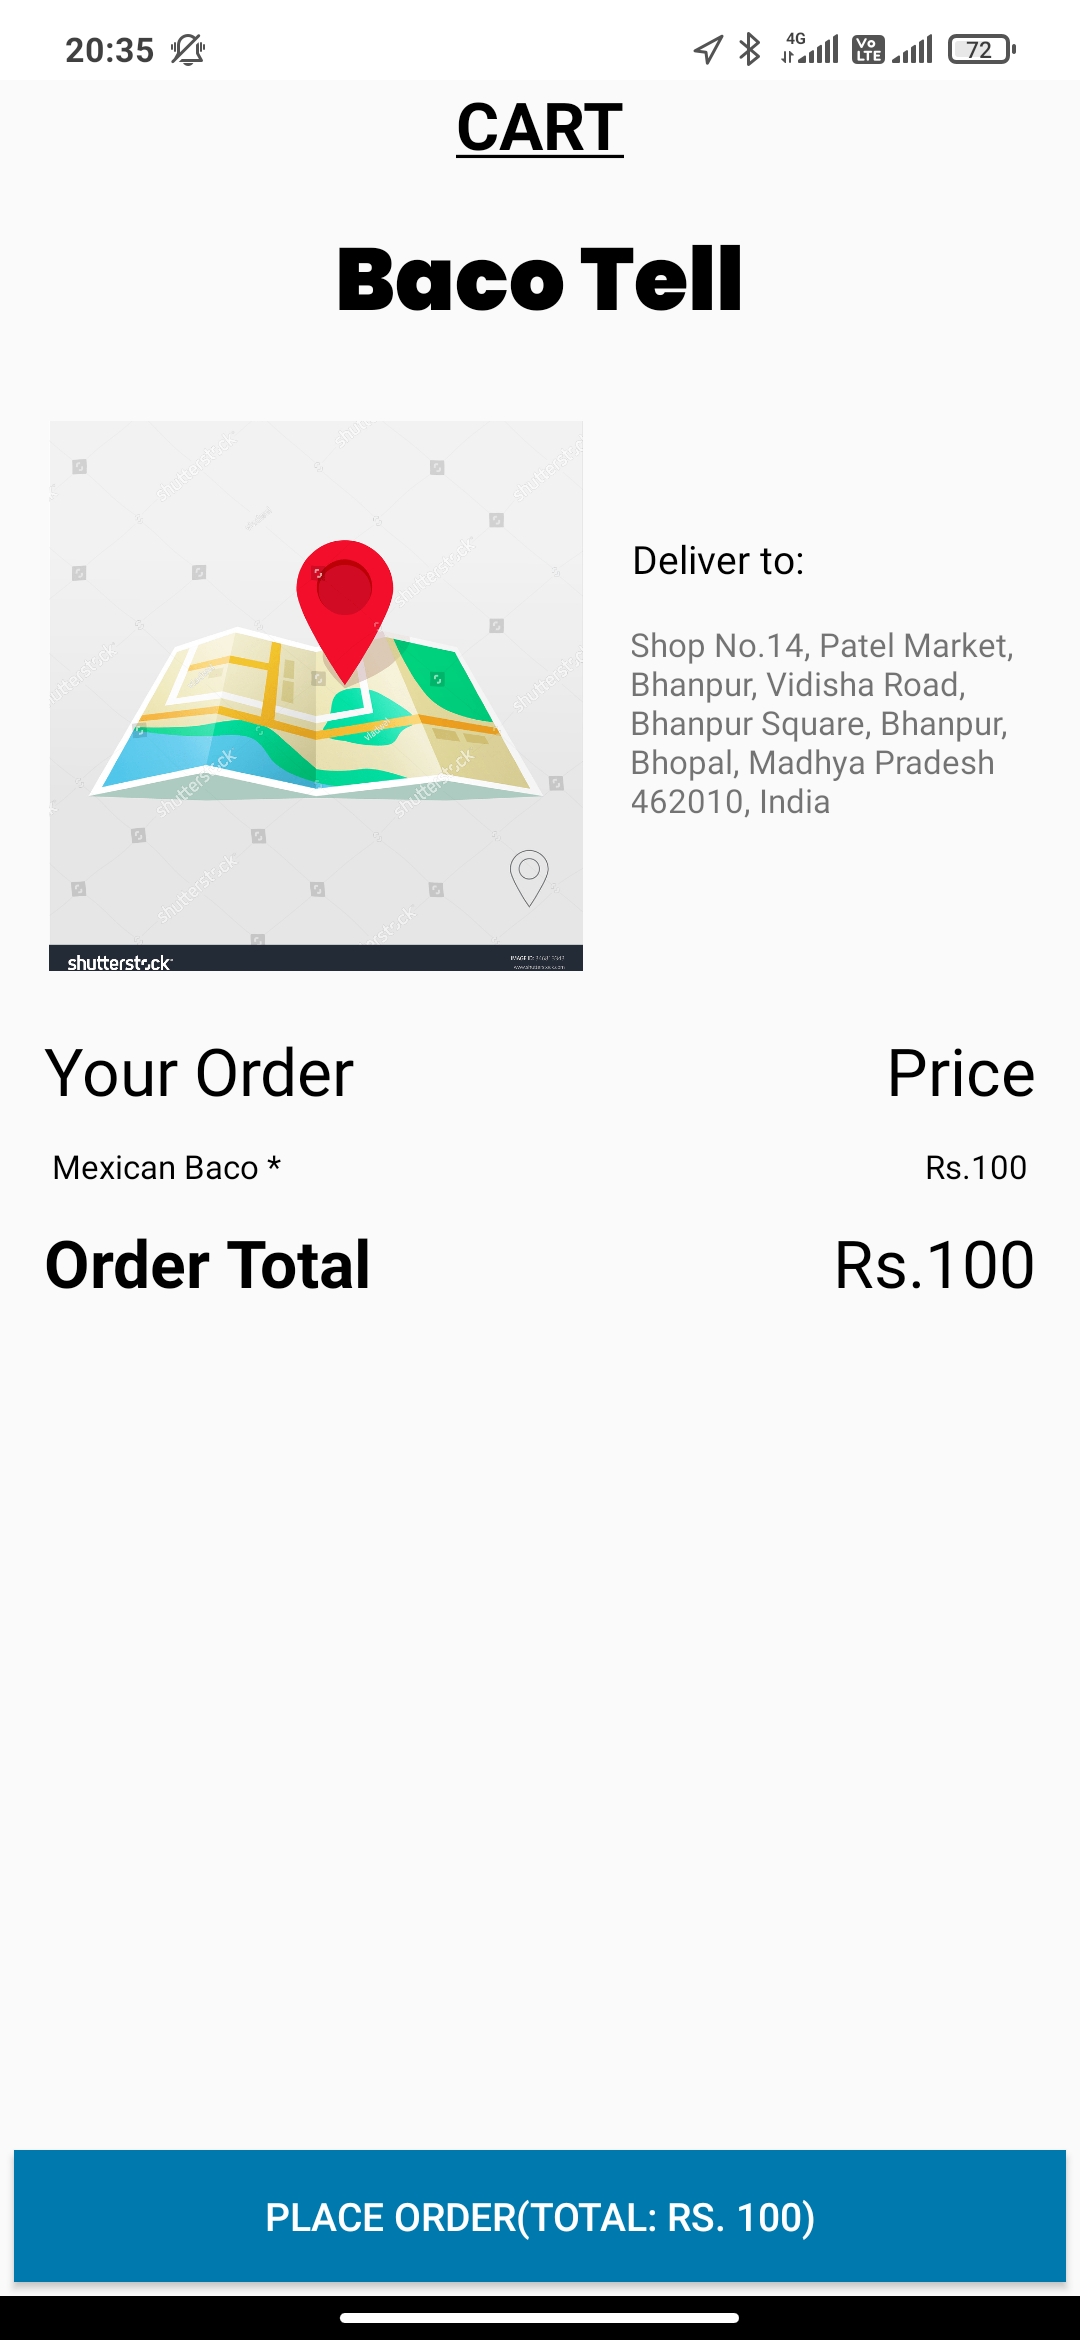 20:35
4G
Vo
LTE
72
CART
Baco Tell
shutterstock
Deliver to:
Shop No.14, Patel Market,
Bhanpur, Vidisha Road,
Bhanpur Square, Bhanpur,
Bhopal, Madhya Pradesh
462010, India
shutterstock
Your Order
Price
Mexican Baco *
Rs.100
Order Total
Rs.100
PLACE ORDER(TOTAL: RS. 100)